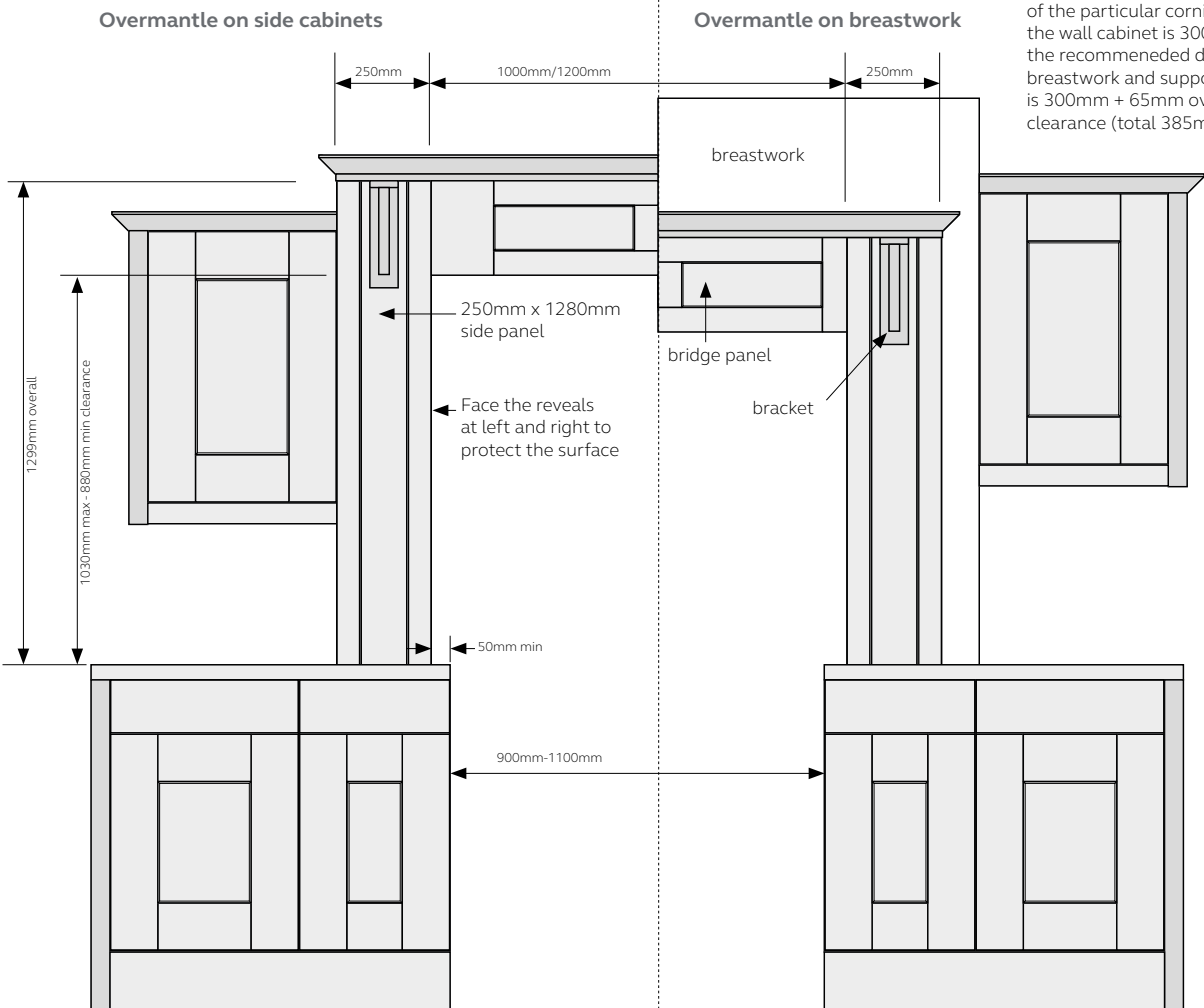 Overmantle on side cabinets
Overmantle on breastwork
of the particular corni
the wall cabinet is 300
the recommeneded d
breastwork and suppo
is 300mm + 65mm ov
clearance (total 385m
250mm
1000mm/1200mm
250mm
breastwork
250mm x 1280mm
side panel
bridge panel
Face the reveals
at left and right to
protect the surface
bracket
1299mm overall
1030mm max - 880mm min clearance
50mm min
900mm-1100mm